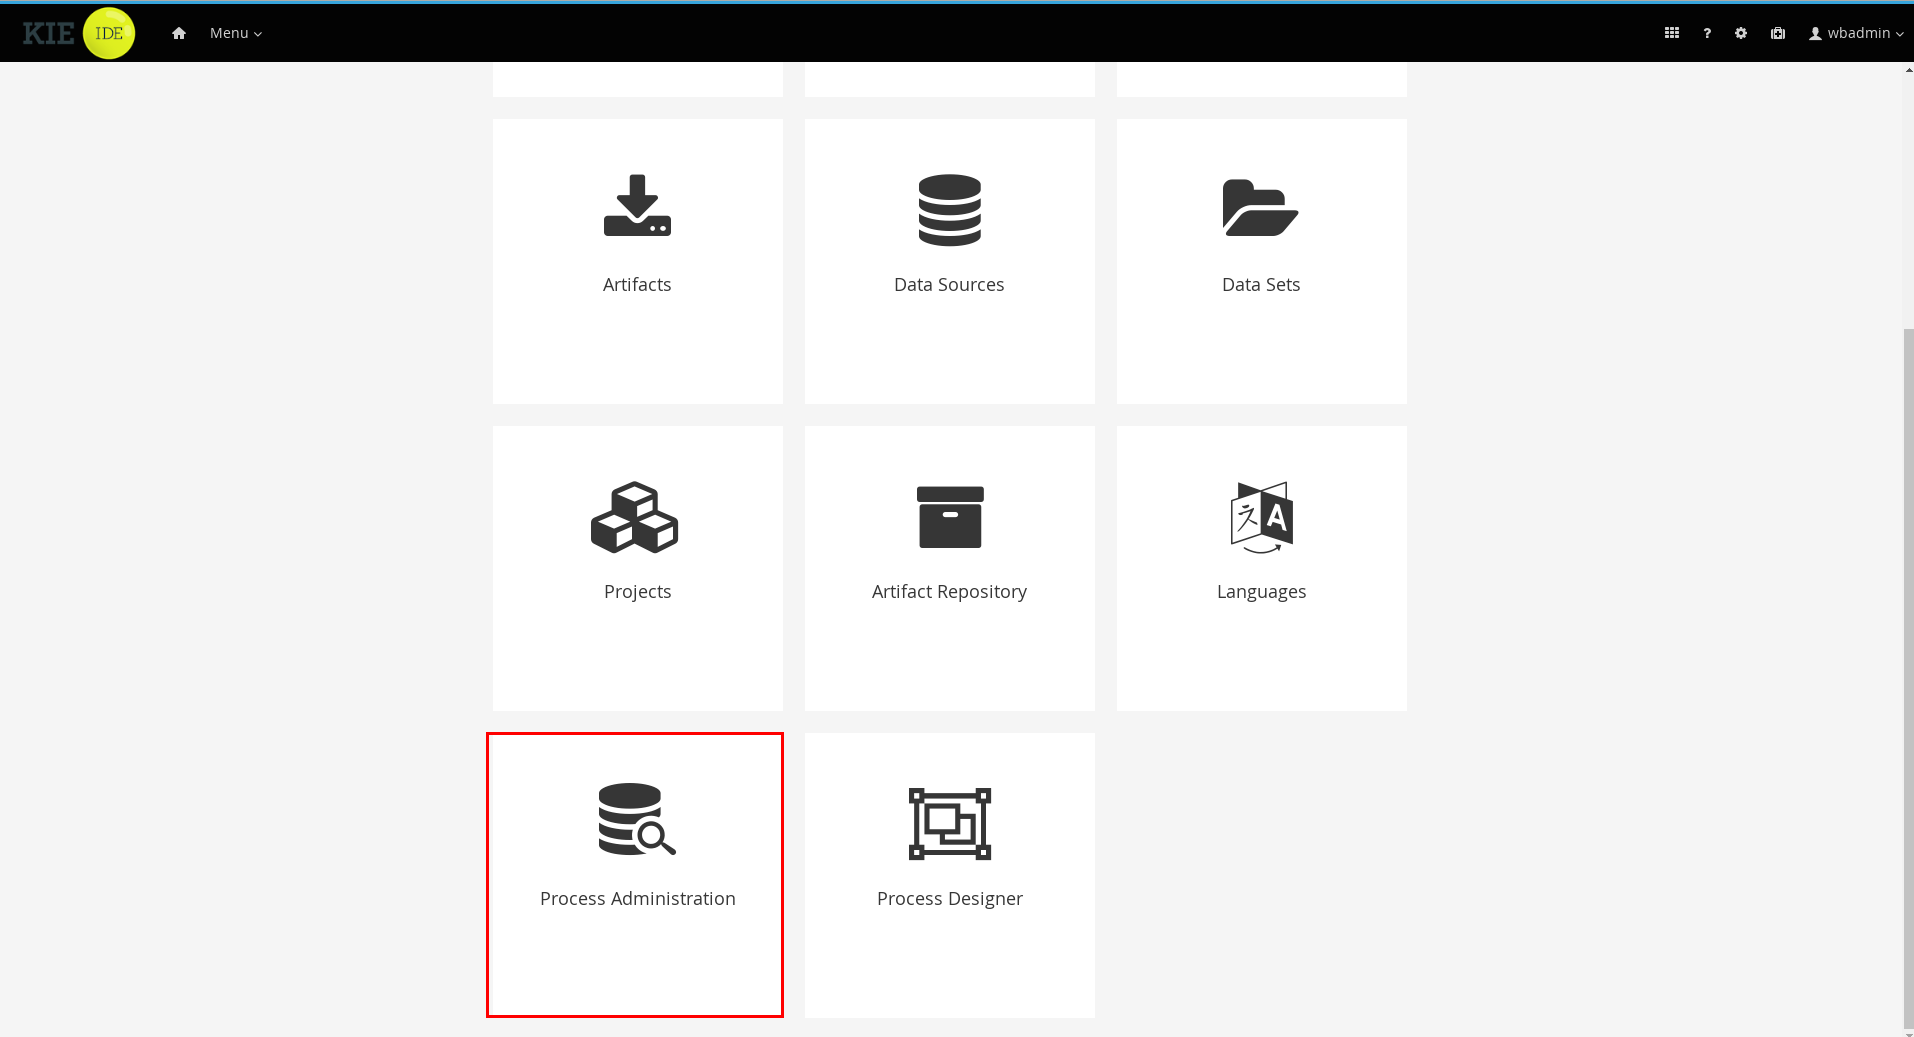 KIE IDE Menu ? wbadmin
Artifacts Data Sources Data Sets
Projects Artifact Repository Languages
Process Administration Process Designer